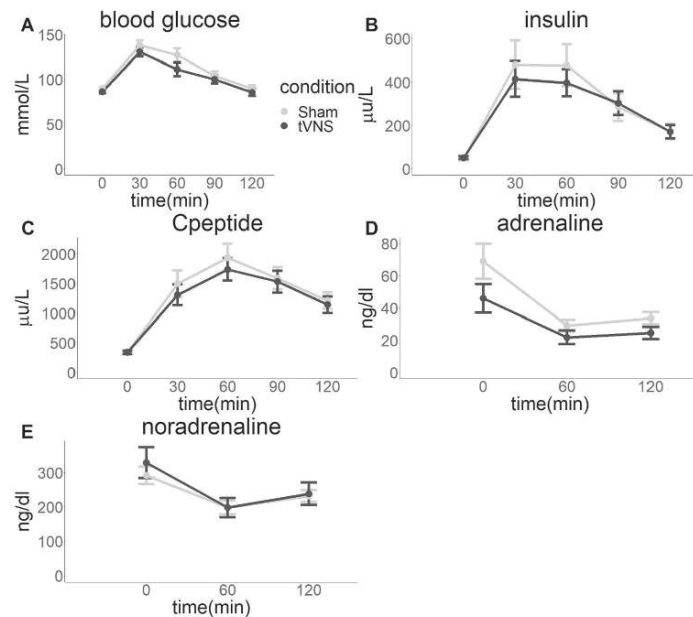 A blood glucose
mmol/L
150
100
50
0
0 30 60 90 120
time(min)
condition
Sham
tVNS
B insulin
μu/L
600
400
200
0
0 30 60 90 120
time(min)
C Cpeptide
μu/L
2000
1500
1000
500
0
0 30 60 90 120
time(min)
D adrenaline
ng/dl
80
60
40
20
0
0 60 120
time(min)
E noradrenaline
ng/dl
300
200
100
0
0 60 120
time(min)